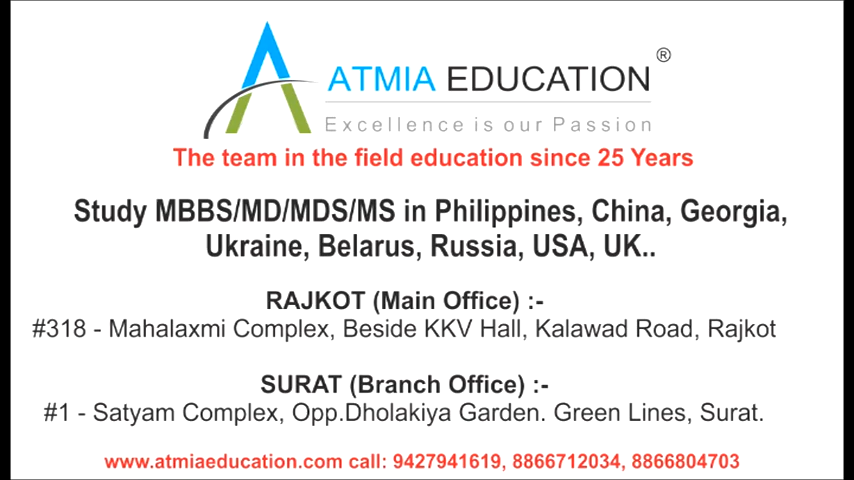 ATMIA EDUCATION®
Excellence is our Passion
The team in the field education since 25 Years
Study MBBS/MD/MDS/MS in Philippines, China, Georgia,
Ukraine, Belarus, Russia, USA, UK..
RAJKOT (Main Office) :-
#318 - Mahalaxmi Complex, Beside KKV Hall, Kalawad Road, Rajkot
SURAT (Branch Office) :-
#1 - Satyam Complex, Opp.Dholakiya Garden. Green Lines, Surat.
www.atmiaeducation.com call: 9427941619, 8866712034, 8866804703